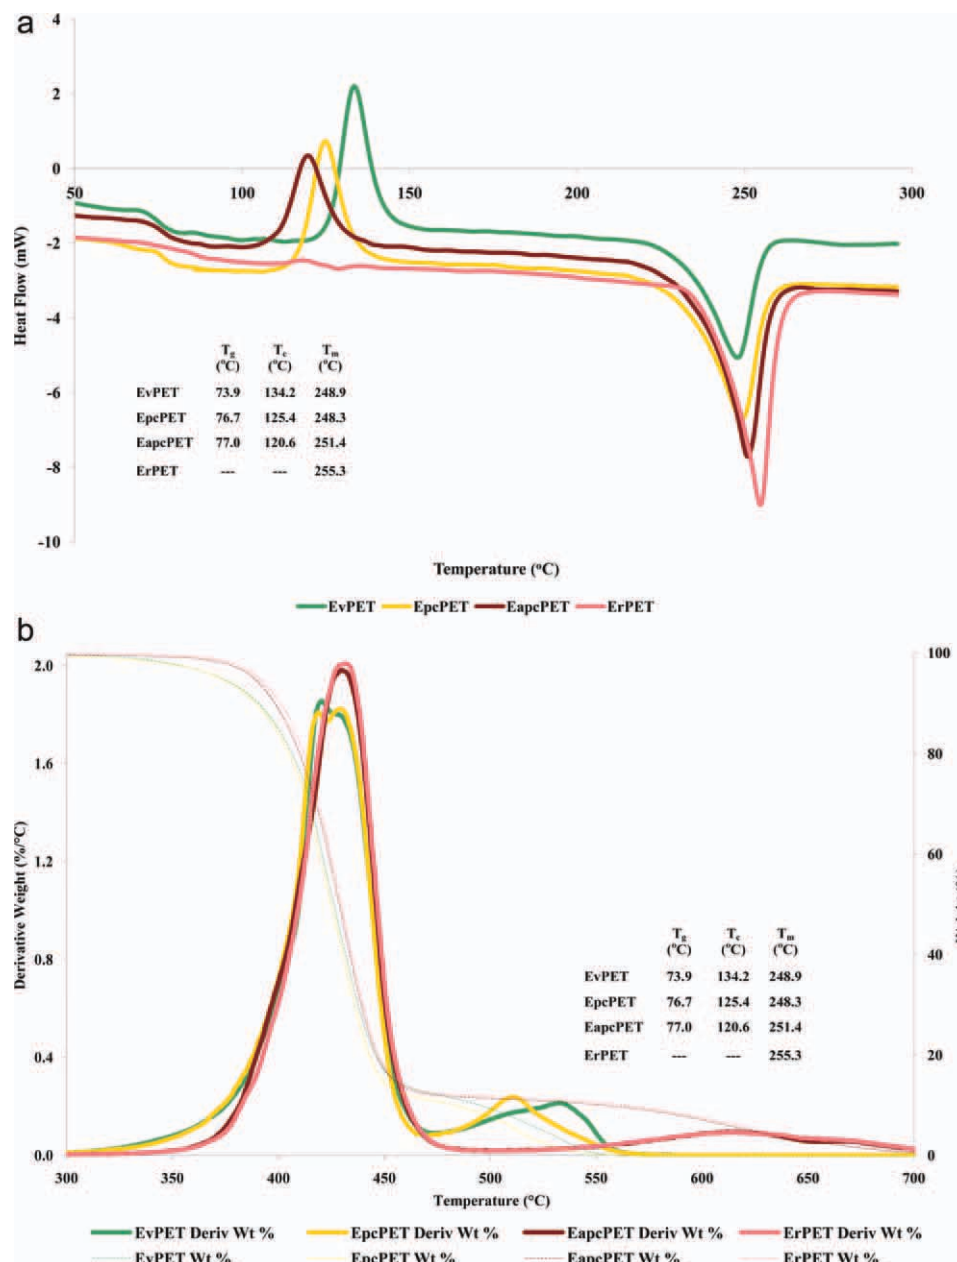 a
4
2
0
-2
-4
-6
-8
-10
Heat Flow (mW)
50 100 150 200 250 300
Tg (°C) Tc (°C) Tm (°C)
EvPET 73.9 134.2 248.9
EpcPET 76.7 125.4 248.3
EapcPET 77.0 120.6 251.4
ErPET --- --- 255.3
Temperature (°C)
EvPET EpcPET EapcPET ErPET
b
2.0
1.6
1.2
0.8
0.4
0.0
Derivative Weight (%/°C)
100
80
60
40
20
0
Tg (°C) Tc (°C) Tm (°C)
EvPET 73.9 134.2 248.9
EpcPET 76.7 125.4 248.3
EapcPET 77.0 120.6 251.4
ErPET --- --- 255.3
300 350 400 450 500 550 600 650 700
Temperature (°C)
EvPET Deriv Wt % EpcPET Deriv Wt % EapcPET Deriv Wt % ErPET Deriv Wt %
EvPET Wt % EpcPET Wt % EapcPET Wt % ErPET Wt %